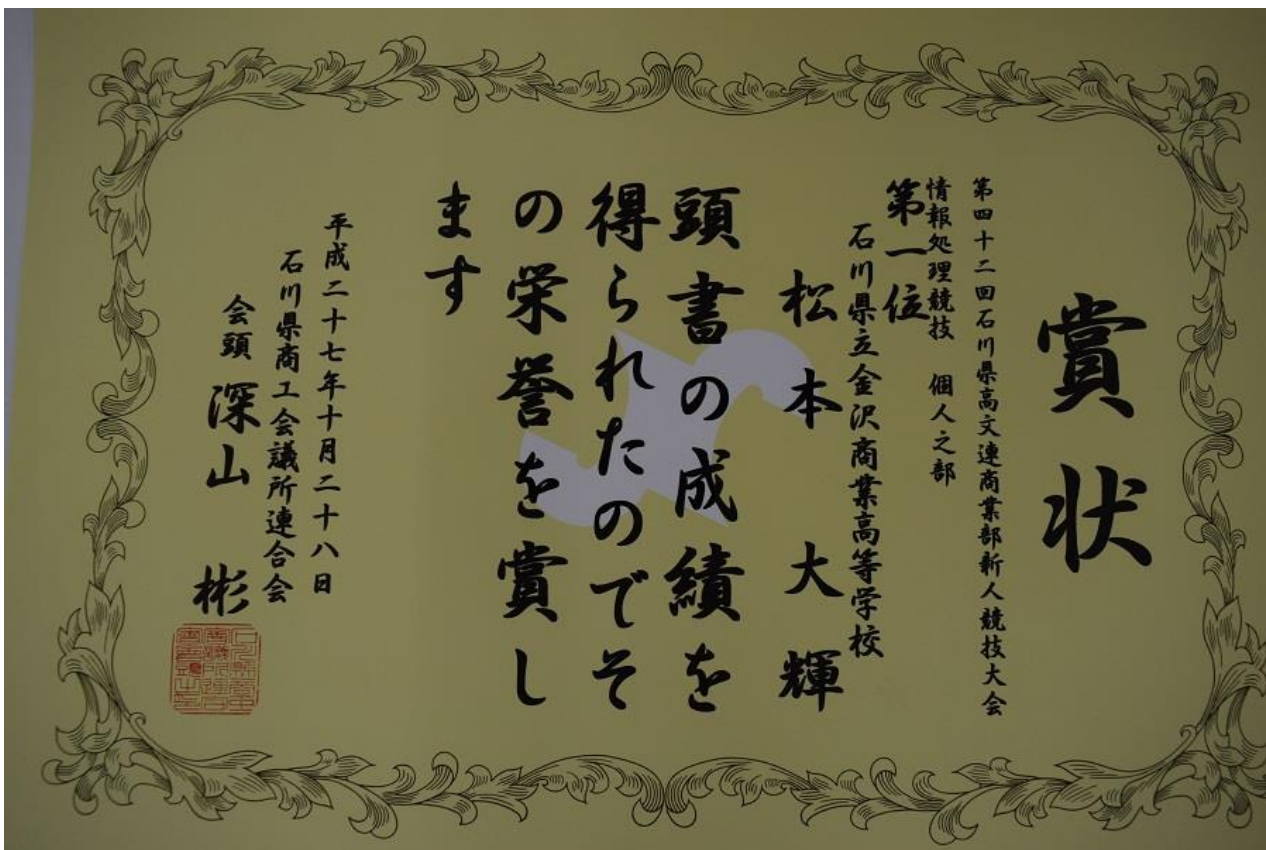 賞状
第四十二回石川県高文連商業部新人競技大会
情報処理競技 個人之部
第一位
石川県立金沢商業高等学校
松本大輝
頭書の成績を
得られたのでそ
の栄誉を賞し
ます
平成二十七年十月二十八日
石川県商工会議所連合会
会頭 深山 彬